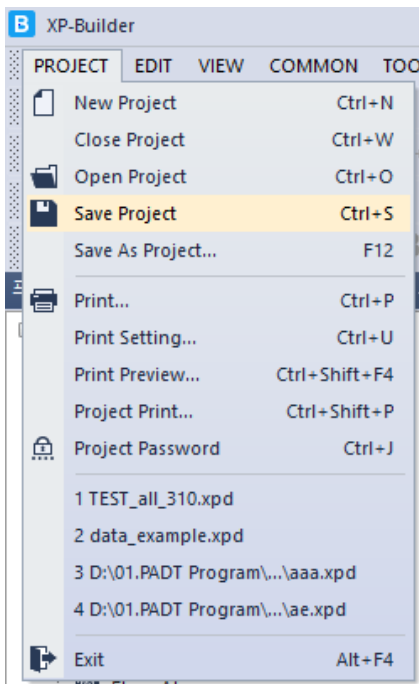 B XP-Builder
PROJECT EDIT VIEW COMMON TOO
New Project Ctrl+N
Close Project Ctrl+W
Open Project Ctrl+O
Save Project Ctrl+S
Save As Project... F12
Print... Ctrl+P
Print Setting... Ctrl+U
Print Preview... Ctrl+Shift+F4
Project Print... Ctrl+Shift+P
Project Password Ctrl+J
1 TEST_all_310.xpd
2 data_example.xpd
3 D:\01.PADT Program\...\aaa.xpd
4 D:\01.PADT Program\...\ae.xpd
Exit Alt+F4